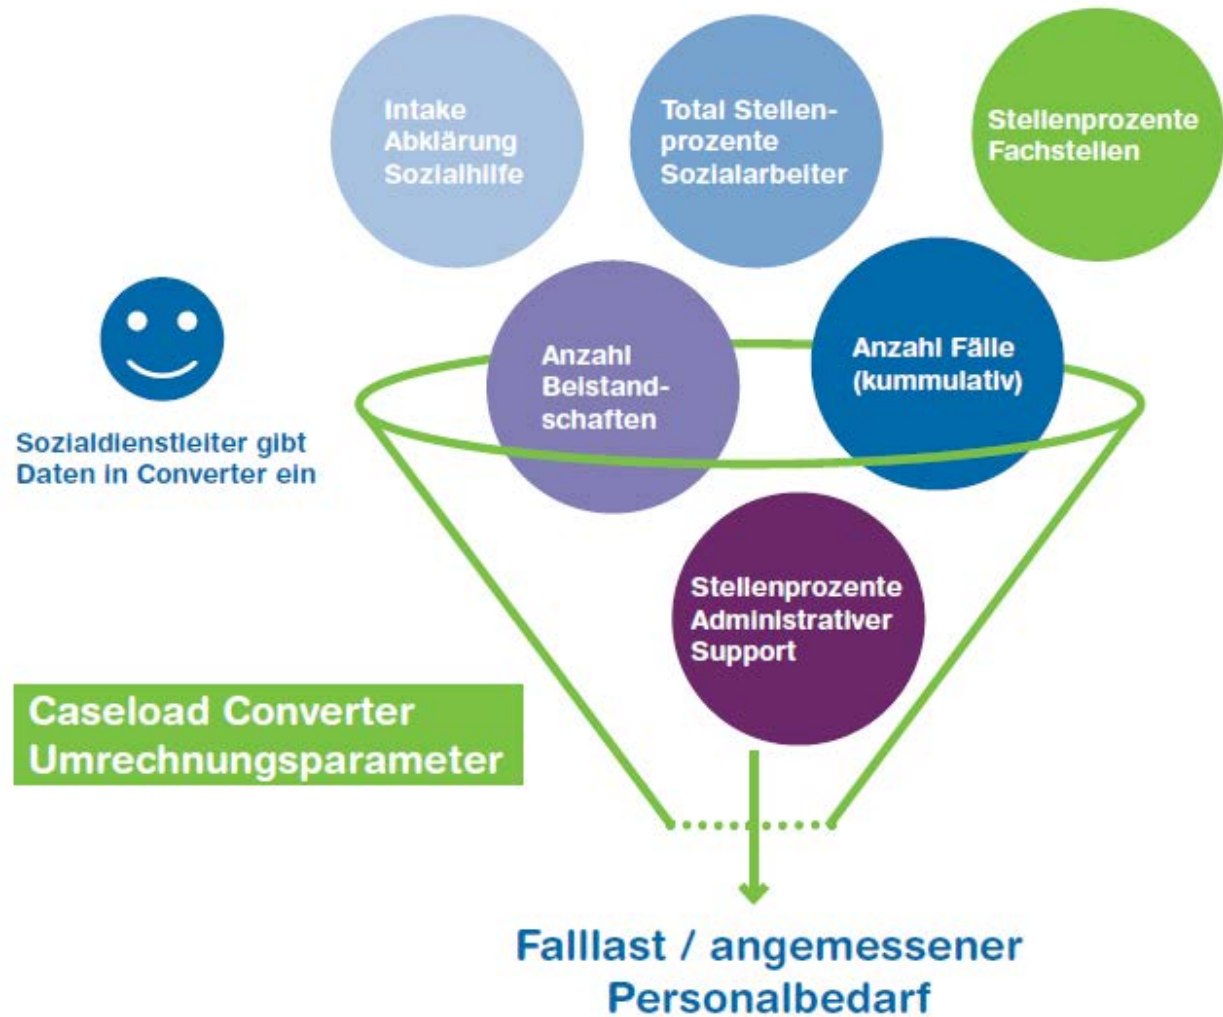 Intake
Abklärung
Sozialhilfe
Total Stellen-
prozente
Sozialarbeiter
Stellenprozente
Fachstellen
Anzahl
Beistand-
schaften
Anzahl Fälle
(kummulativ)
Sozialdienstleiter gibt
Daten in Converter ein
Stellenprozente
Administrativer
Support
Caseload Converter
Umrechnungsparameter
Falllast / angemessener
Personalbedarf